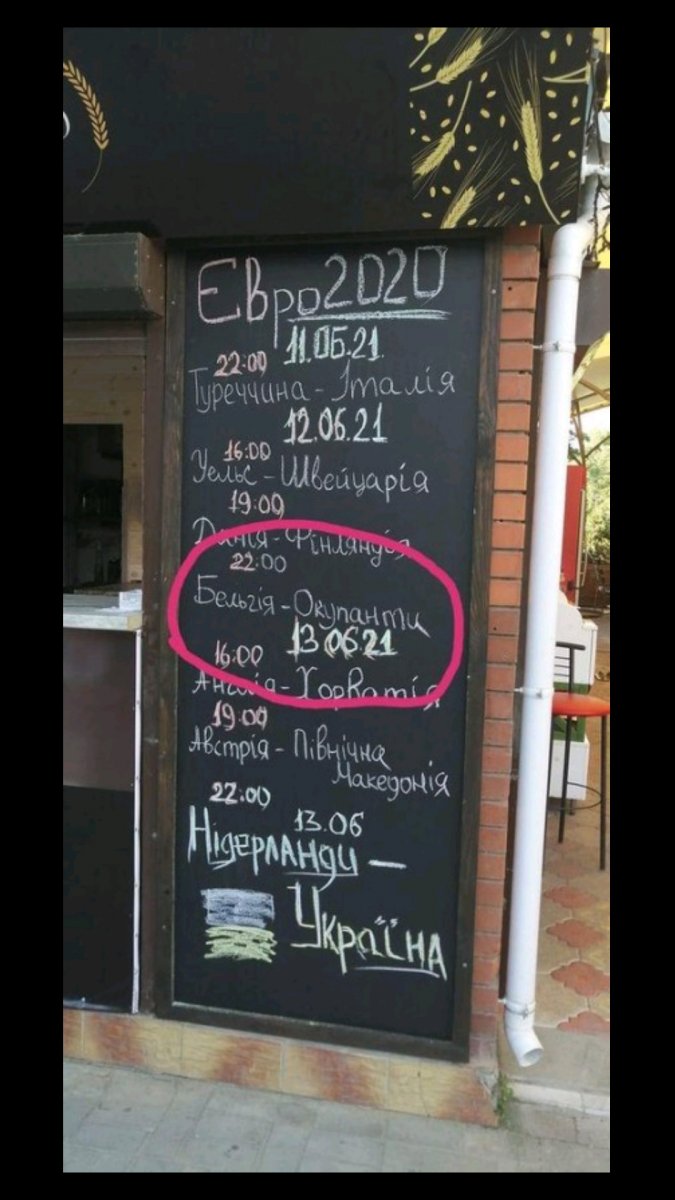 Євро2020
11.06.21
22:00
Туреччина - Італія
12.06.21
16:00
Уельс - Швейцарія
19:00
Данія - Фінляндія
22:00
Бельгія - Окупанти
13.06.21
16:00
Англія - Хорватія
19:00
Австрія - Північна
Македонія
22:00
13.06
Нідерланди —
Україна